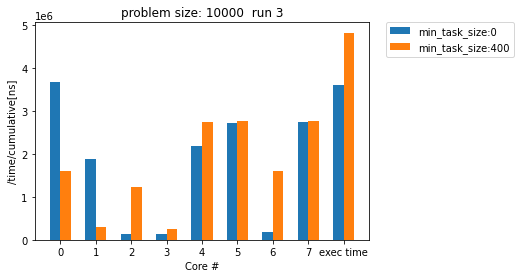 problem size: 10000  run 3
1e6
5
4
3
2
1
0
/time/cumulative[ns]
0 1 2 3 4 5 6 7 exec time
Core #
min_task_size:0
min_task_size:400